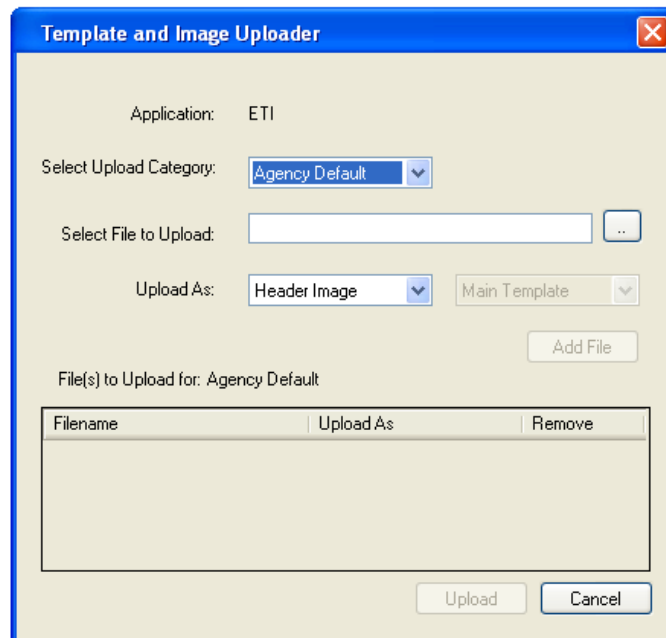 Template and Image Uploader
Application: ETI
Select Upload Category: Agency Default
Select File to Upload: ..
Upload As: Header Image Main Template
Add File
File(s) to Upload for: Agency Default
Filename Upload As Remove
Upload Cancel